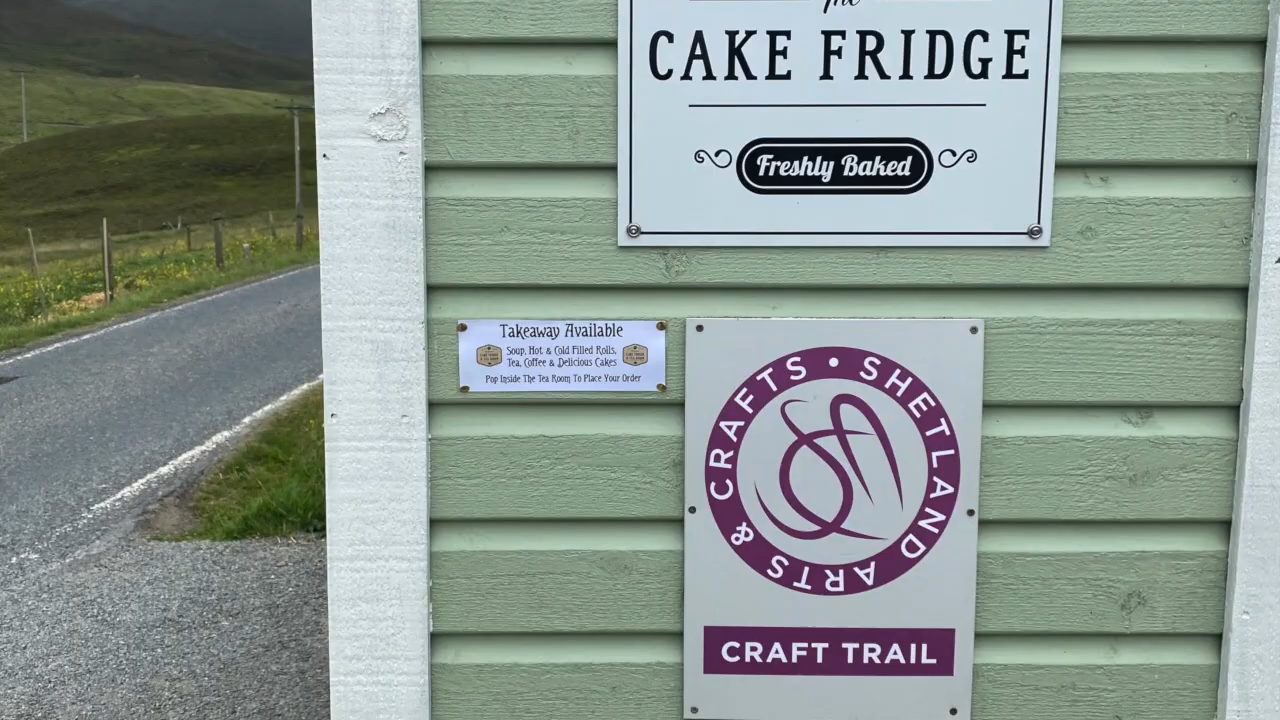 The
CAKE FRIDGE
Freshly Baked
Takeaway Available
Soup, Hot & Cold Filled Rolls,
Tea, Coffee & Delicious Cakes
Pop Inside The Tea Room To Place Your Order
SHETLAND ARTS & CRAFTS •
CRAFT TRAIL